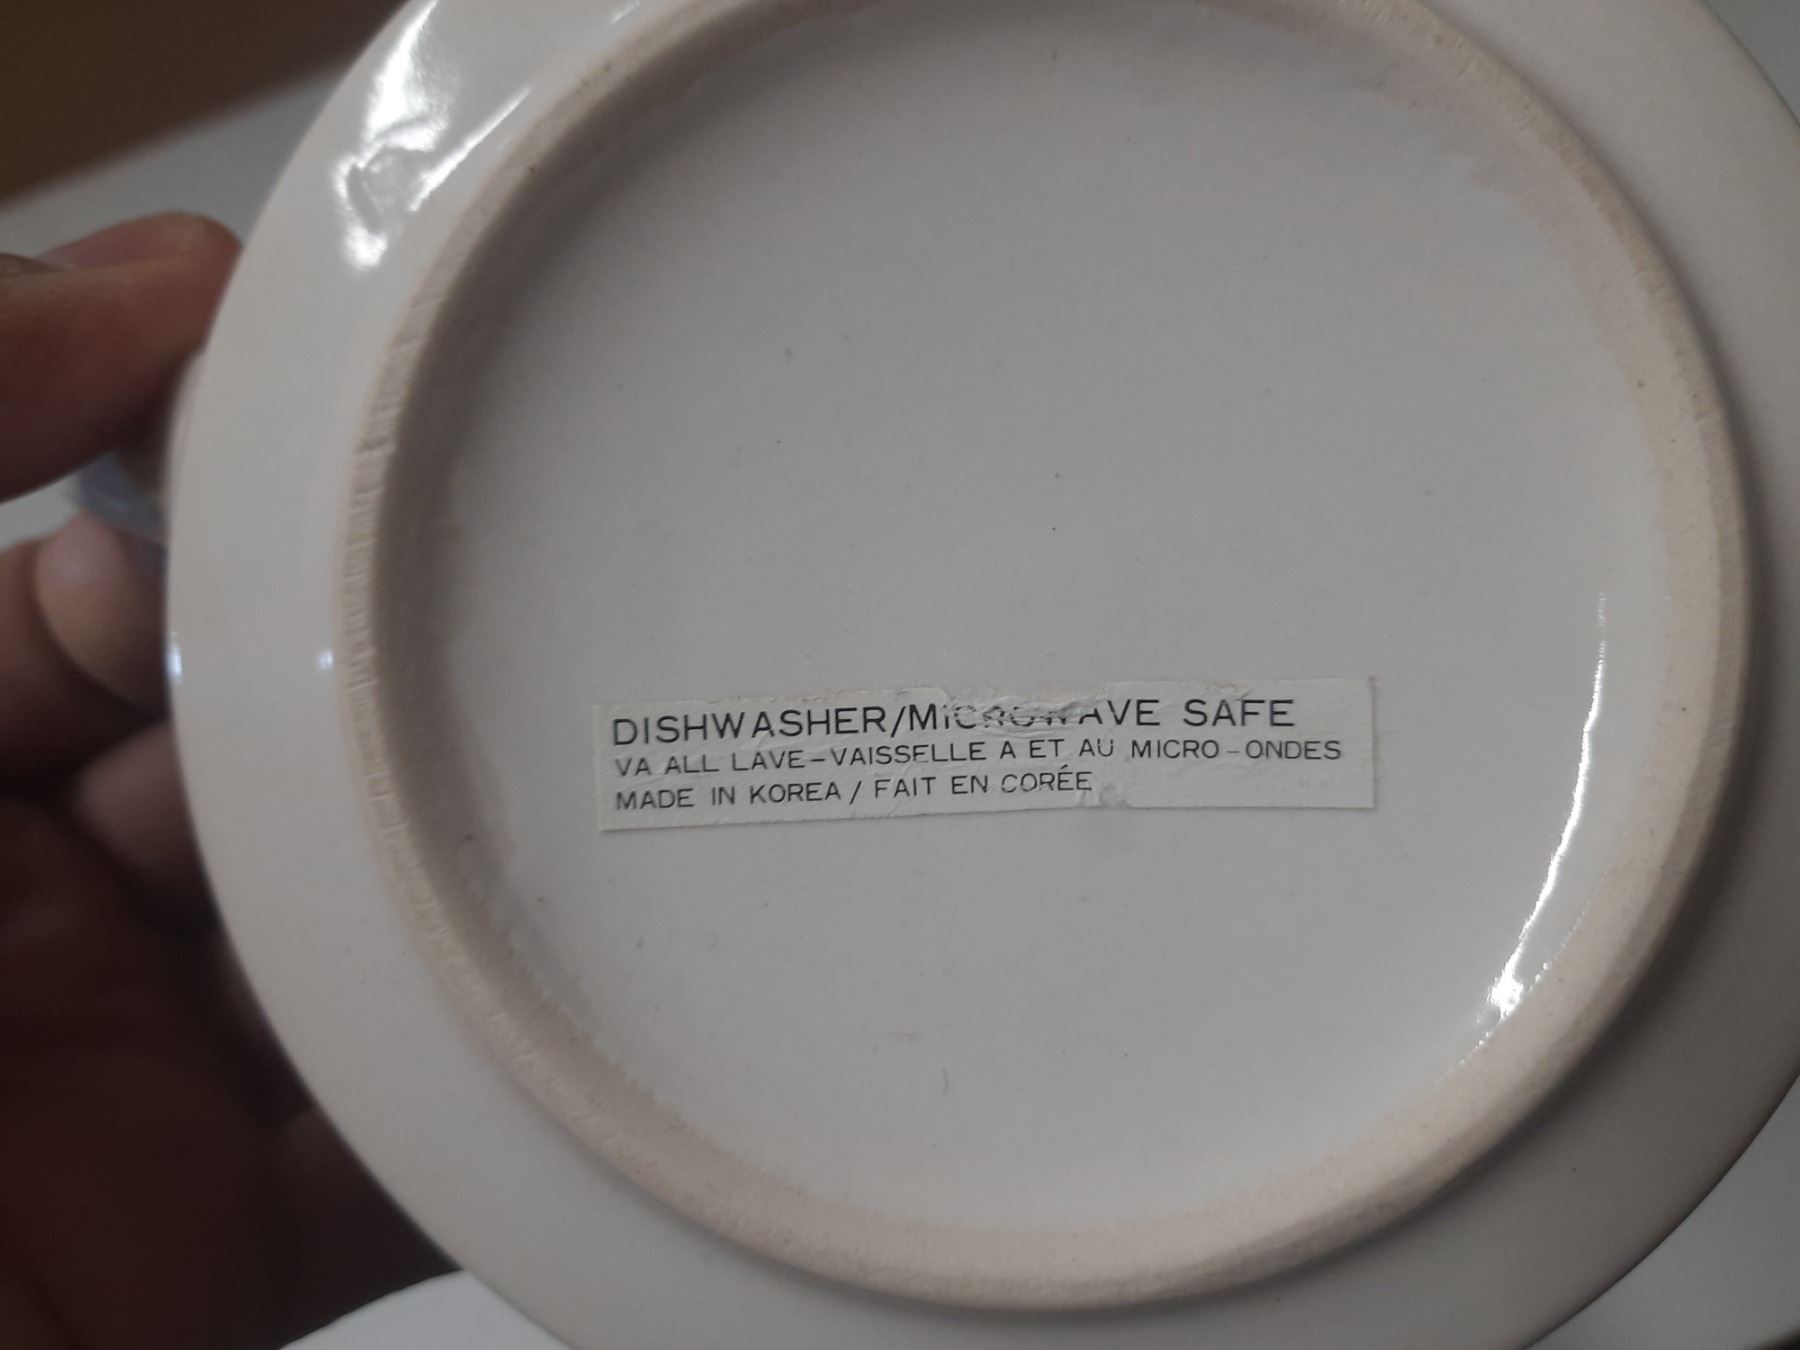 DISHWASHER/MICROWAVE SAFE
VA ALL LAVE-VAISSELLE A ET AU MICRO-ONDES
MADE IN KOREA / FAIT EN CORÉE